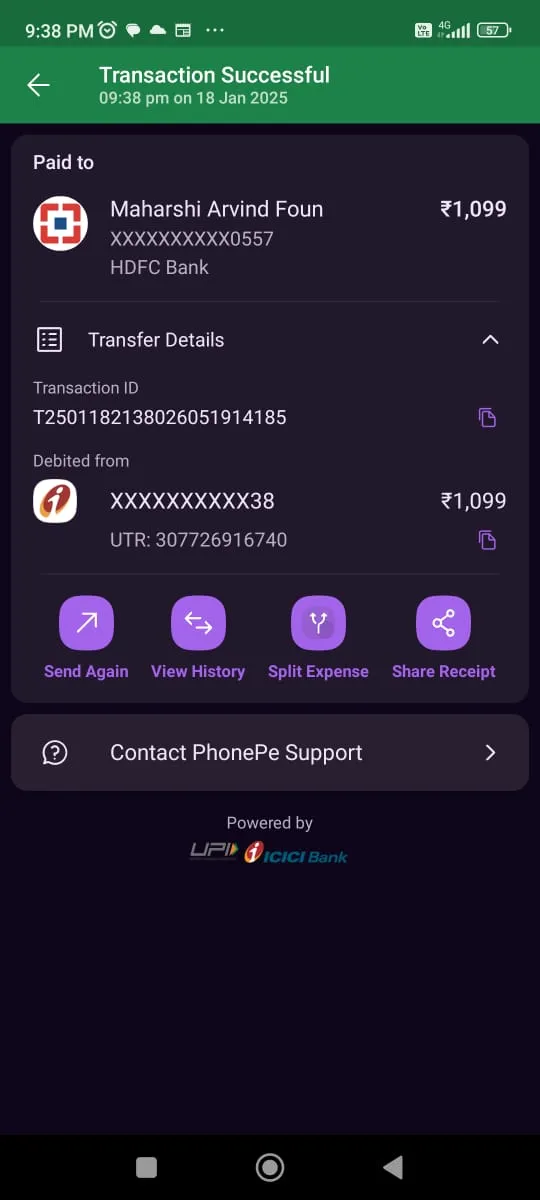 9:38 PM
Vo LTE 4G 57
Transaction Successful
09:38 pm on 18 Jan 2025
Paid to
Maharshi Arvind Foun ₹1,099
XXXXXXXXXX0557
HDFC Bank
Transfer Details
Transaction ID
T2501182138026051914185
Debited from
XXXXXXXXXX38 ₹1,099
UTR: 307726916740
Send Again View History Split Expense Share Receipt
Contact PhonePe Support
Powered by
UPI ICICI Bank